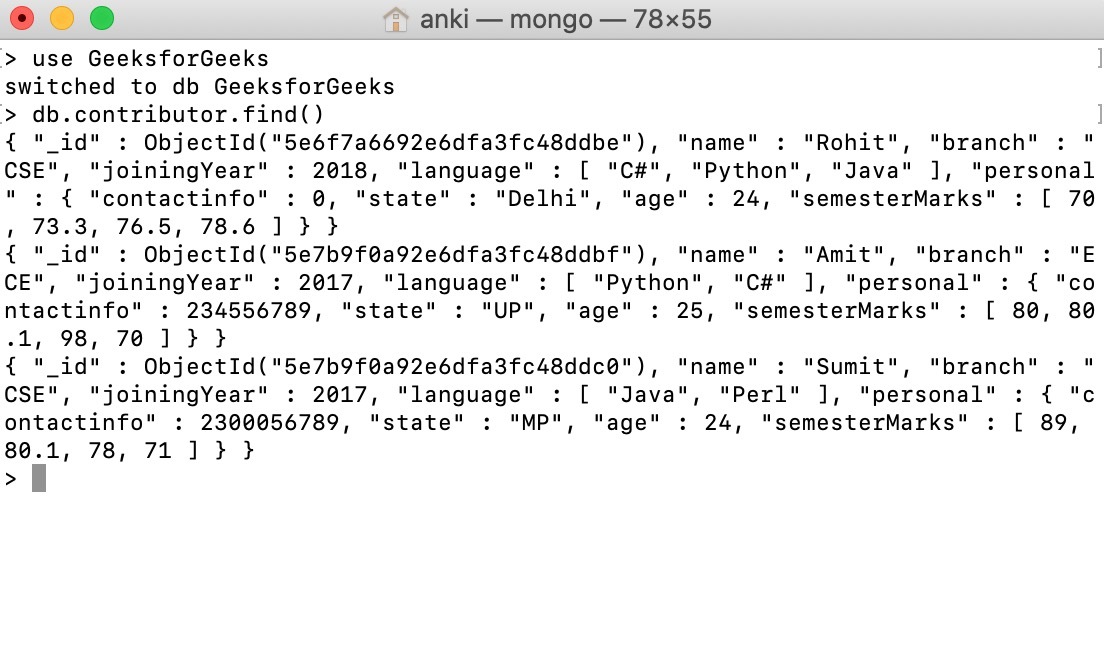 anki — mongo — 78×55
[> use GeeksforGeeks ]
switched to db GeeksforGeeks
[> db.contributor.find() ]
{ "_id" : ObjectId("5e6f7a6692e6dfa3fc48ddbe"), "name" : "Rohit", "branch" : "
CSE", "joiningYear" : 2018, "language" : [ "C#", "Python", "Java" ], "personal
" : { "contactinfo" : 0, "state" : "Delhi", "age" : 24, "semesterMarks" : [ 70
, 73.3, 76.5, 78.6 ] } }
{ "_id" : ObjectId("5e7b9f0a92e6dfa3fc48ddbf"), "name" : "Amit", "branch" : "E
CE", "joiningYear" : 2017, "language" : [ "Python", "C#" ], "personal" : { "co
ntactinfo" : 234556789, "state" : "UP", "age" : 25, "semesterMarks" : [ 80, 80
.1, 98, 70 ] } }
{ "_id" : ObjectId("5e7b9f0a92e6dfa3fc48ddc0"), "name" : "Sumit", "branch" : "
CSE", "joiningYear" : 2017, "language" : [ "Java", "Perl" ], "personal" : { "c
ontactinfo" : 2300056789, "state" : "MP", "age" : 24, "semesterMarks" : [ 89, 
80.1, 78, 71 ] } }
>